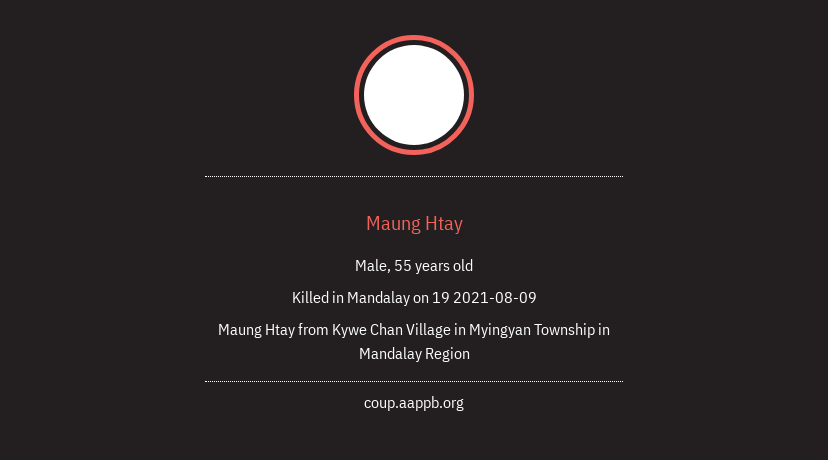 Maung Htay
Male, 55 years old
Killed in Mandalay on 19 2021-08-09
Maung Htay from Kywe Chan Village in Myingyan Township in
Mandalay Region
coup.aappb.org